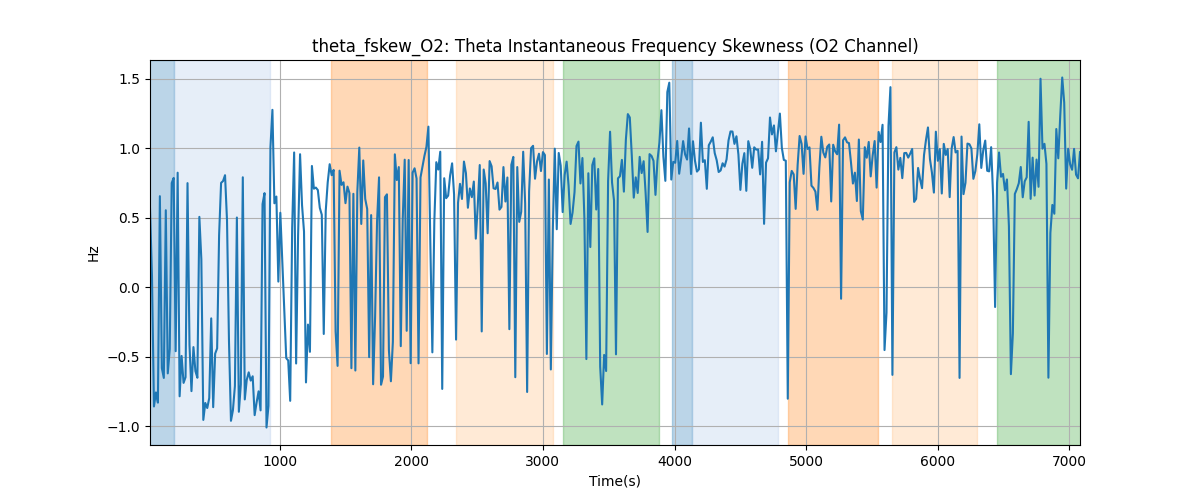 theta_fskew_O2: Theta Instantaneous Frequency Skewness (O2 Channel)
1.5
1.0
0.5
0.0
−0.5
−1.0
Hz
1000 2000 3000 4000 5000 6000 7000
Time(s)